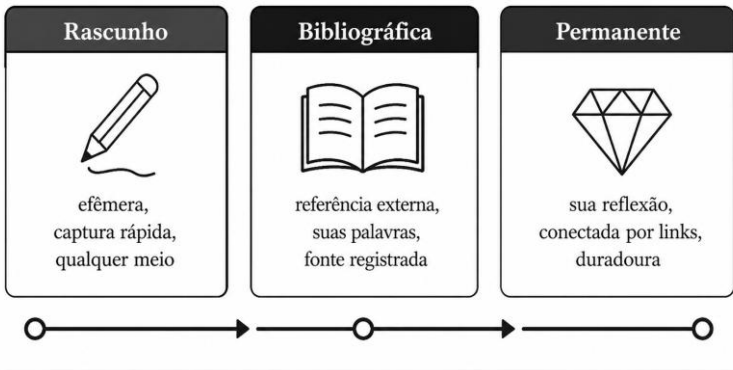 Rascunho
efêmera,
captura rápida,
qualquer meio
Bibliográfica
referência externa,
suas palavras,
fonte registrada
Permanente
sua reflexão,
conectada por links,
duradoura